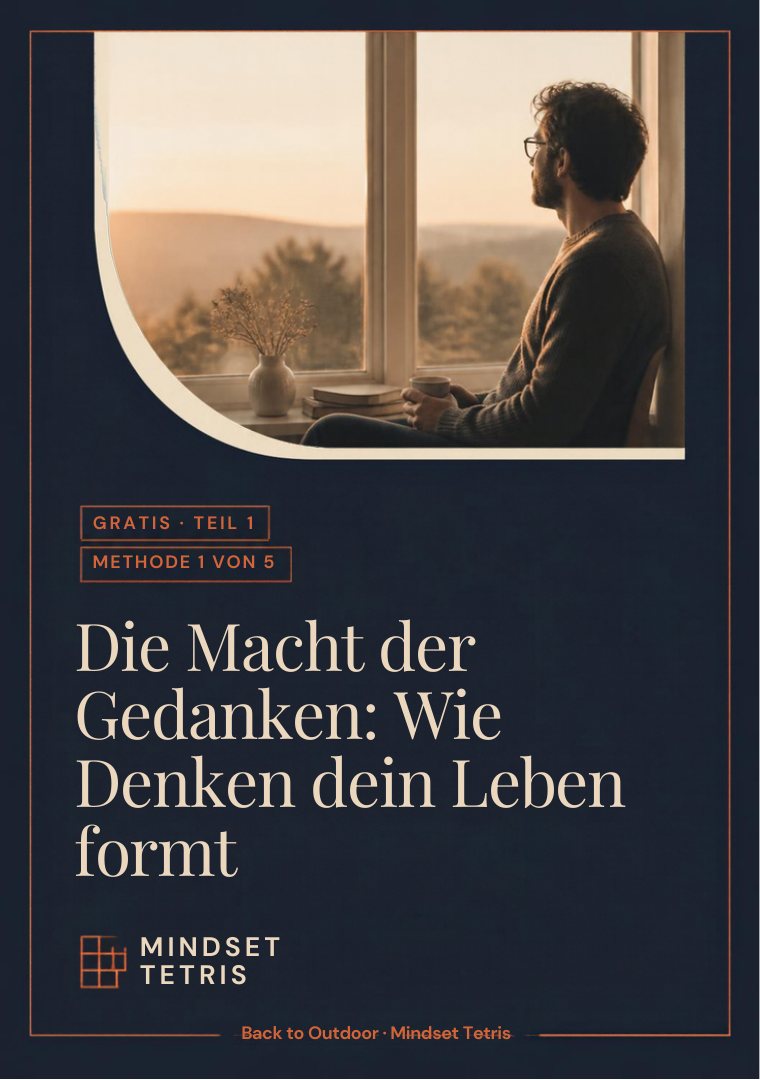 GRATIS · TEIL 1
METHODE 1 VON 5
Die Macht der
Gedanken: Wie
Denken dein Leben
formt
MINDSET
TETRIS
Back to Outdoor · Mindset Tetris